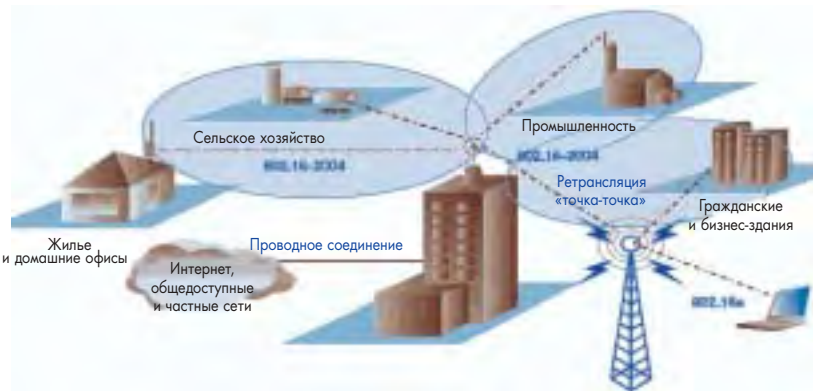 Сельское хозяйство
802.16-2004
Промышленность
802.16-2004
Ретрансляция
«точка-точка»
Гражданские
и бизнес-здания
Жилье
и домашние офисы
Проводное соединение
Интернет,
общедоступные
и частные сети
802.16e